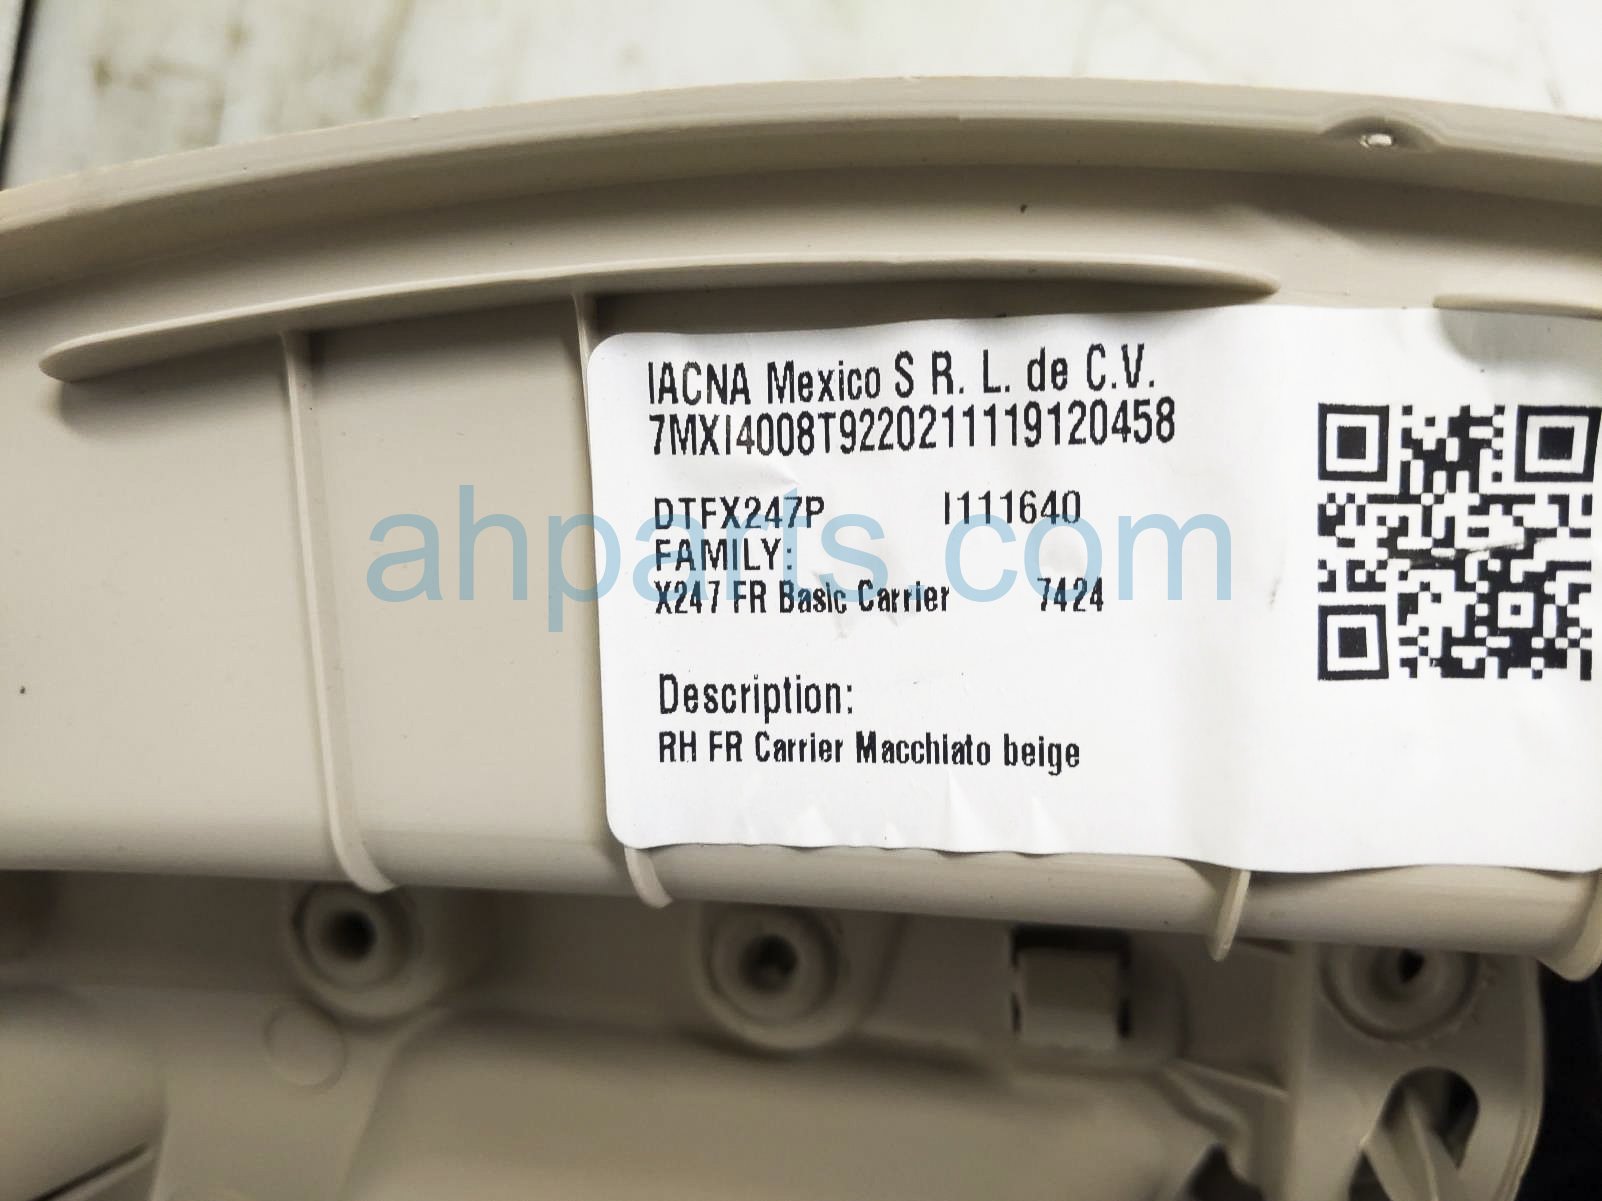 IACNA Mexico S R. L. de C.V.
7MXI4008T9220211119120458
DTFX247P I111640
FAMILY:
X247 FR Basic Carrier 7424
Description:
RH FR Carrier Macchiato beige
ahparts.com